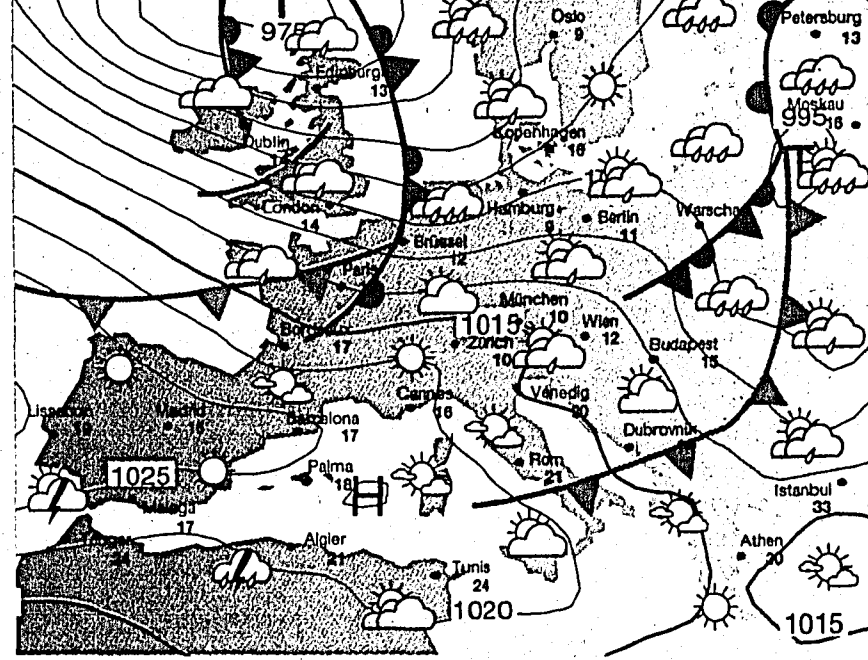 975
Oslo
9
Petersburg
13
Edinburg
13
Moskau
16
995
T
Dublin
Kopenhagen
16
London
14
Hamburg
9
Berlin
11
Warschau
Brüssel
12
Paris
München
10
1015
Wien
12
Zürich
10
Bordeaux
17
Budapest
15
Venedig
20
Cannes
16
Lissabon
19
Madrid
Barcelona
17
Dubrovnik
Rom
21
1025
Palma
18
H
Malaga
17
Istanbul
33
Algier
21
Athen
20
Tunis
24
1020
1015